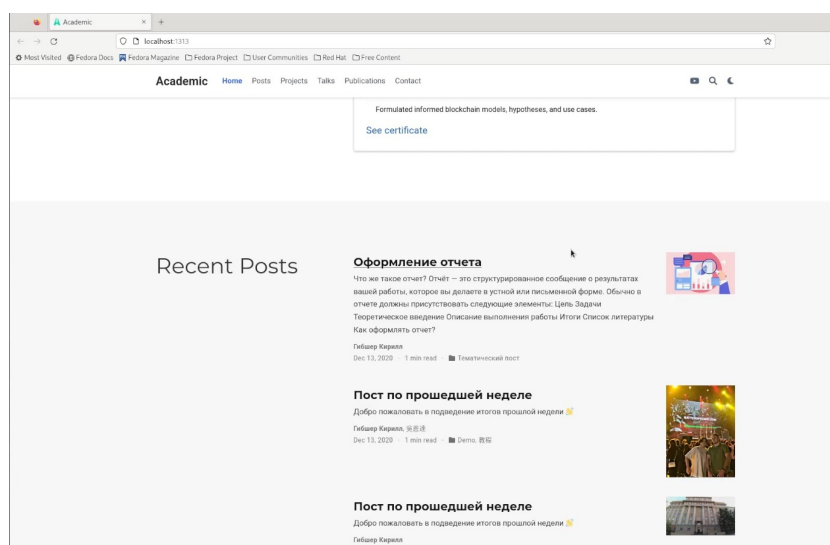 Academic
localhost:1313
Most Visited Fedora Docs Fedora Magazine Fedora Project User Communities Red Hat Free Content
Academic Home Posts Projects Talks Publications Contact
Formulated informed blockchain models, hypotheses, and use cases.
See certificate
Recent Posts
Оформление отчета
Что же такое отчет? Отчёт — это структурированное сообщение о результатах
вашей работы, которое вы делаете в устной или письменной форме. Обычно в
отчете должны присутствовать следующие элементы: Цель Задачи
Теоретическое введение Описание выполнения работы Итоги Список литературы
Как оформлять отчет?
Гибшер Кирилл
Dec 13, 2020 · 1 min read · Тематический пост
Пост по прошедшей неделе
Добро пожаловать в подведение итогов прошлой недели 👋
Гибшер Кирилл, 吳恩達
Dec 13, 2020 · 1 min read · Demo, 教程
Пост по прошедшей неделе
Добро пожаловать в подведение итогов прошлой недели 👋
Гибшер Кирилл